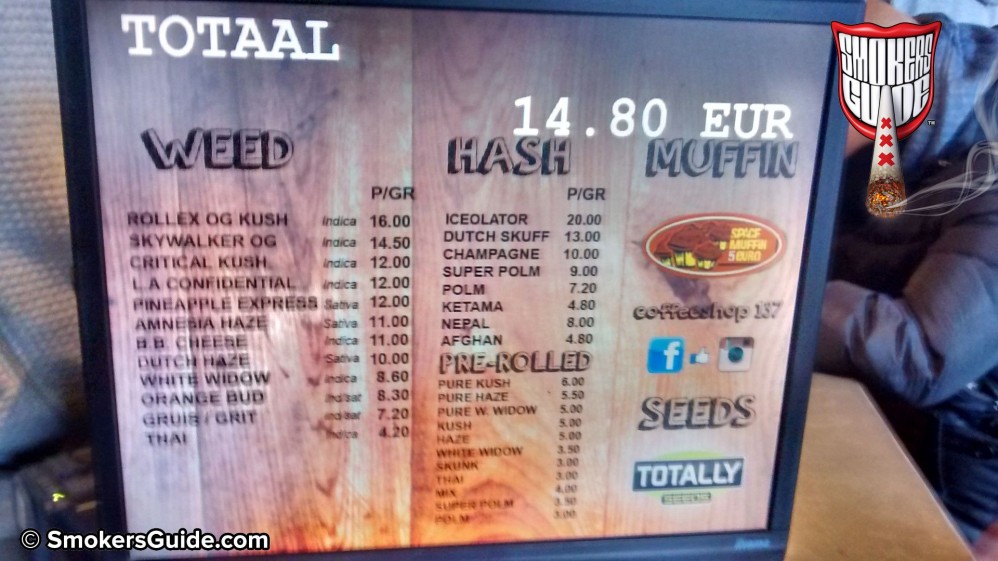 TOTAAL
14.80 EUR
WEED
P/GR
ROLLEX OG KUSH Indica 16.00
SKYWALKER OG Indica 14.50
CRITICAL KUSH Indica 12.00
L.A CONFIDENTIAL Indica 12.00
PINEAPPLE EXPRESS Sativa 12.00
AMNESIA HAZE Sativa 11.00
B.B. CHEESE Indica 11.00
DUTCH HAZE Sativa 10.00
WHITE WIDOW Indica 8.60
ORANGE BUD Ind/sat 8.30
GRUIS / GRIT Ind/sat 7.20
THAI Indica 4.20
HASH
P/GR
ICEOLATOR 20.00
DUTCH SKUFF 13.00
CHAMPAGNE 10.00
SUPER POLM 9.00
POLM 7.20
KETAMA 4.80
NEPAL 8.00
AFGHAN 4.80
PRE-ROLLED
PURE KUSH 6.00
PURE HAZE 5.50
PURE W. WIDOW 5.00
KUSH 5.00
HAZE 5.00
WHITE WIDOW 3.50
SKUNK 3.00
THAI 3.00
MIX 4.00
SUPER POLM 3.50
POLM 3.00
MUFFIN
SPACE
MUFFIN
5 EURO
coffeeshop 137
SEEDS
TOTALLY
SEEDS
iiyama
SMOKERS
GUIDE
TM
© SmokersGuide.com